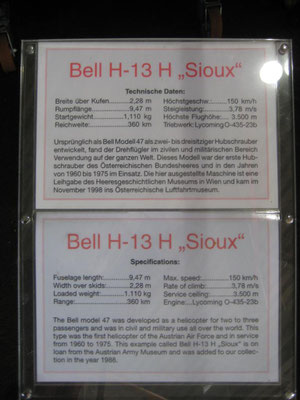 Bell H-13 H „Sioux“
Technische Daten:
Breite über Kufen........2,28 m Höchstgeschw.:.......150 km/h
Rumpflänge..............9,47 m Steigleistung:...........3,78 m/s
Startgewicht...........1,110 kg Höchste Flughöhe:... 3.500 m
Reichweite:..............360 km Triebwerk: Lycoming O-435-23b
Ursprünglich als Bell Modell 47 als zwei- bis dreisitziger Hubschrauber
entwickelt, fand der Drehflügler im zivilen und militärischen Bereich
Verwendung auf der ganzen Welt. Dieses Modell war der erste Hub-
schrauber des Österreichischen Bundesheeres und in den Jahren
von 1960 bis 1975 im Einsatz. Die hier ausgestellte Maschine ist eine
Leihgabe des Heeresgeschichtlichen Museums in Wien und kam im
November 1998 ins Österreichische Luftfahrtmuseum.
Bell H-13 H „Sioux“
Specifications:
Fuselage length:...........9,47 m Max. speed:...............150 km/h
Width over skids:..........2,28 m Rate of climb:............3,78 m/s
Loaded weight:..........1.110 kg Service ceiling:...........3.500 m
Range:.......................360 km Engine....Lycoming O-435-23b
The Bell model 47 was developed as a helicopter for two to three
passengers and was in civil and military use all over the world. This
type was the first helicopter of the Austrian Air Force and in service
from 1960 to 1975. This example called Bell H-13 H „Sioux“ is on
loan from the Austrian Army Museum and was added to our collec-
tion in the year 1988.